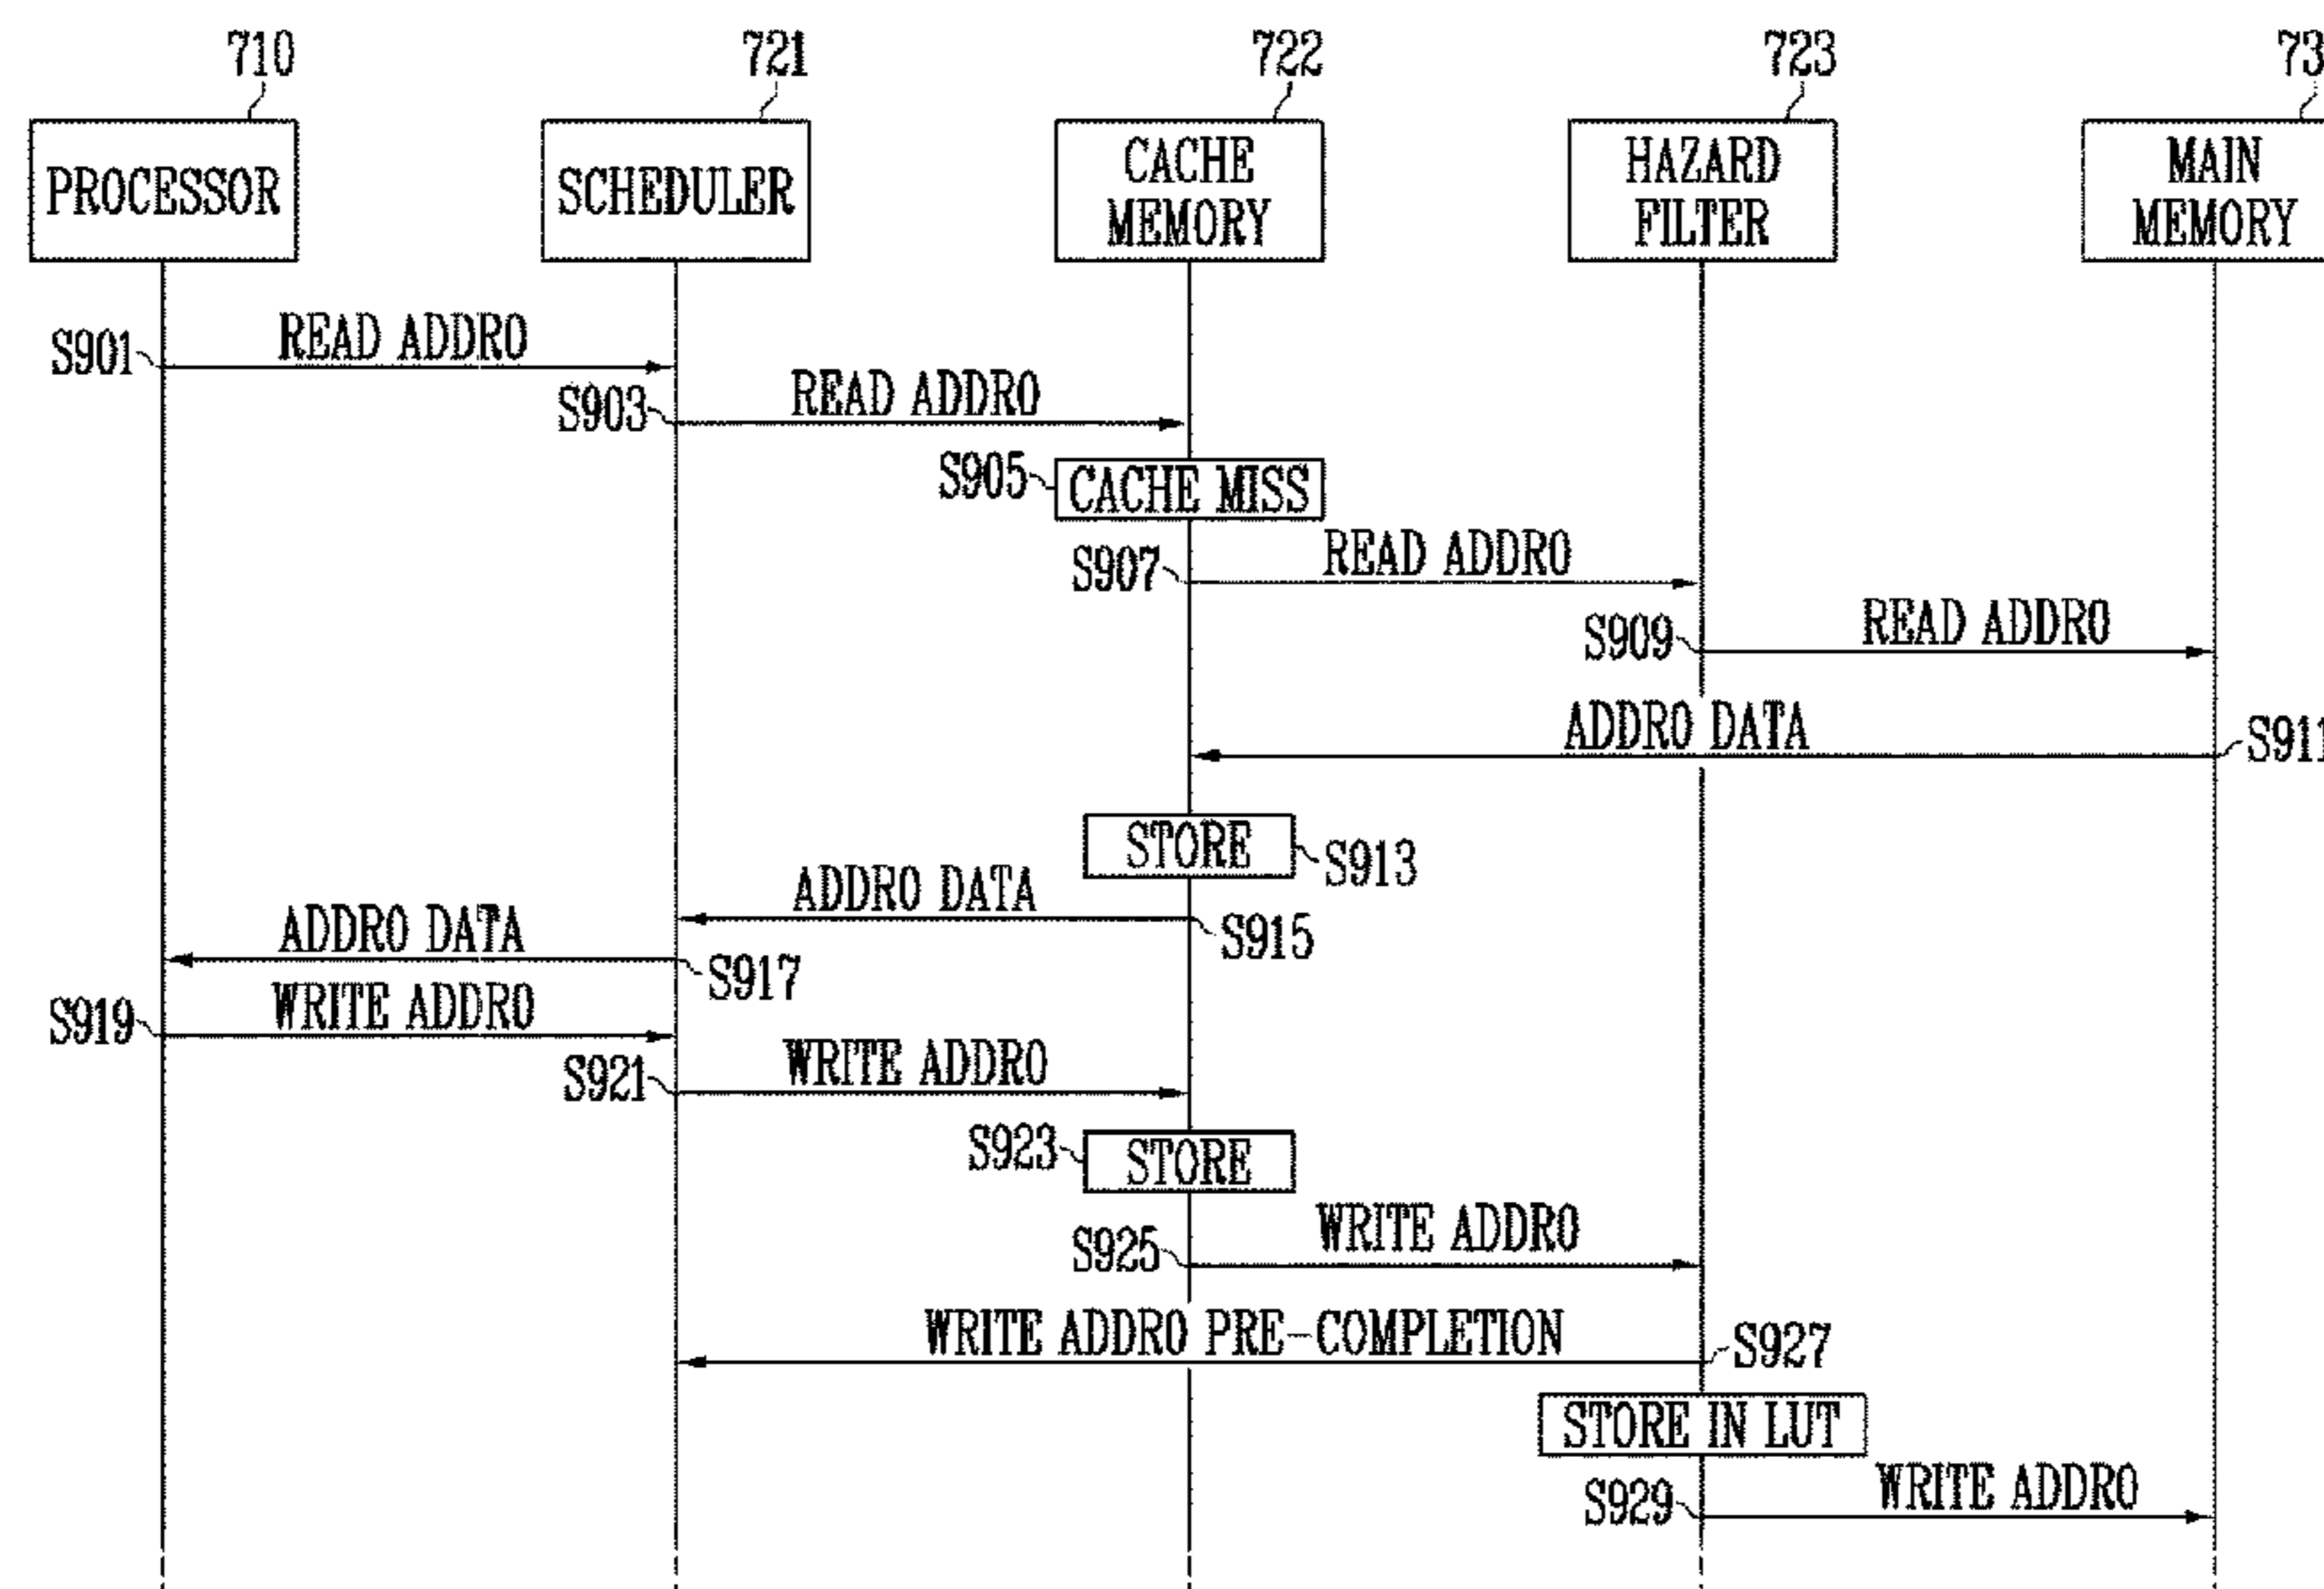 710
721
722
723
73
PROCESSOR
SCHEDULER
CACHE
MEMORY
HAZARD
FILTER
MAIN
MEMORY
S901
READ ADDR0
S903
READ ADDR0
S905
CACHE MISS
S907
READ ADDR0
S909
READ ADDR0
ADDR0 DATA
S911
STORE
S913
ADDR0 DATA
S915
ADDR0 DATA
S917
S919
WRITE ADDR0
S921
WRITE ADDR0
S923
STORE
S925
WRITE ADDR0
WRITE ADDR0 PRE-COMPLETION
S927
STORE IN LUT
S929
WRITE ADDR0